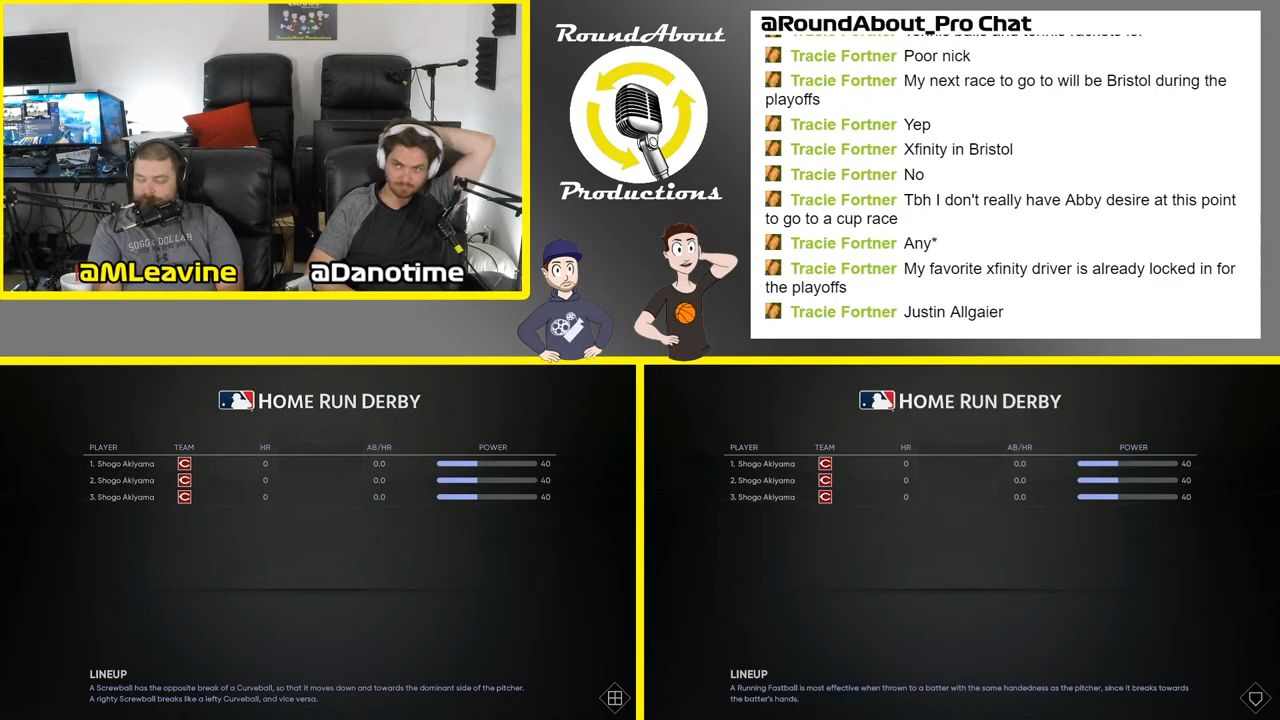 RoundAbout
Productions
@MLeavine
@Danotime
@RoundAbout_Pro Chat
Tracie Fortner Poor nick
Tracie Fortner My next race to go to will be Bristol during the
playoffs
Tracie Fortner Yep
Tracie Fortner Xfinity in Bristol
Tracie Fortner No
Tracie Fortner Tbh I don't really have Abby desire at this point
to go to a cup race
Tracie Fortner Any*
Tracie Fortner My favorite xfinity driver is already locked in for
the playoffs
Tracie Fortner Justin Allgaier
HOME RUN DERBY
PLAYER TEAM HR AB/HR POWER
1. Shogo Akiyama 0 0.0 40
2. Shogo Akiyama 0 0.0 40
3. Shogo Akiyama 0 0.0 40
LINEUP
A Screwball has the opposite break of a Curveball, so that it moves down and towards the dominant side of the pitcher.
A righty Screwball breaks like a lefty Curveball, and vice versa.
HOME RUN DERBY
PLAYER TEAM HR AB/HR POWER
1. Shogo Akiyama 0 0.0 40
2. Shogo Akiyama 0 0.0 40
3. Shogo Akiyama 0 0.0 40
LINEUP
A Running Fastball is most effective when thrown to a batter with the same handedness as the pitcher, since it breaks towards
the batter's hands.